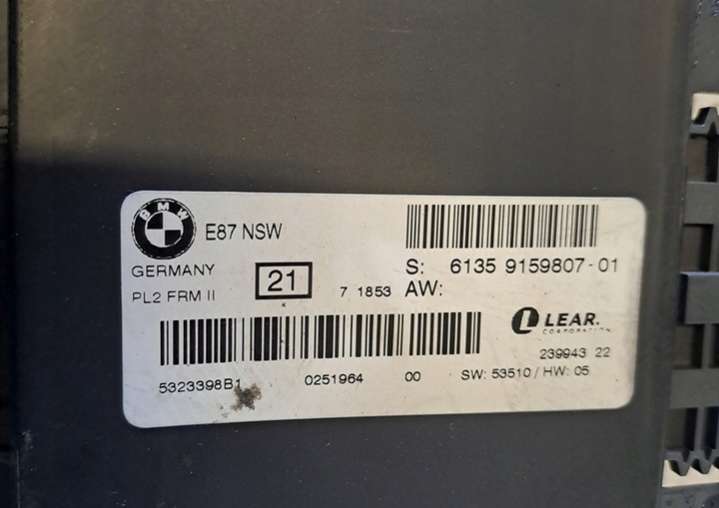 BMW
E87 NSW
GERMANY
PL2 FRM II
21
7 1853
S: 6135 9159807-01
AW:
LEAR.
CORPORATION
239943 22
5323398B1
0251964
00
SW: 53510 / HW: 05